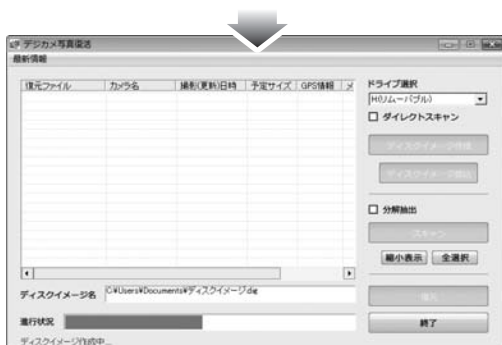 デジカメ写真復活
最新情報
復元ファイル カメラ名 撮影(更新)日時 予定サイズ GPS情報 メ
ドライブ選択
H:(リムーバブル)
ダイレクトスキャン
ディスクイメージ作成
ディスクイメージ読込
分解抽出
スキャン
縮小表示 全選択
ディスクイメージ名 C:¥Users¥Documents¥ディスクイメージ.dig
復元
進行状況
終了
ディスクイメージ作成中...